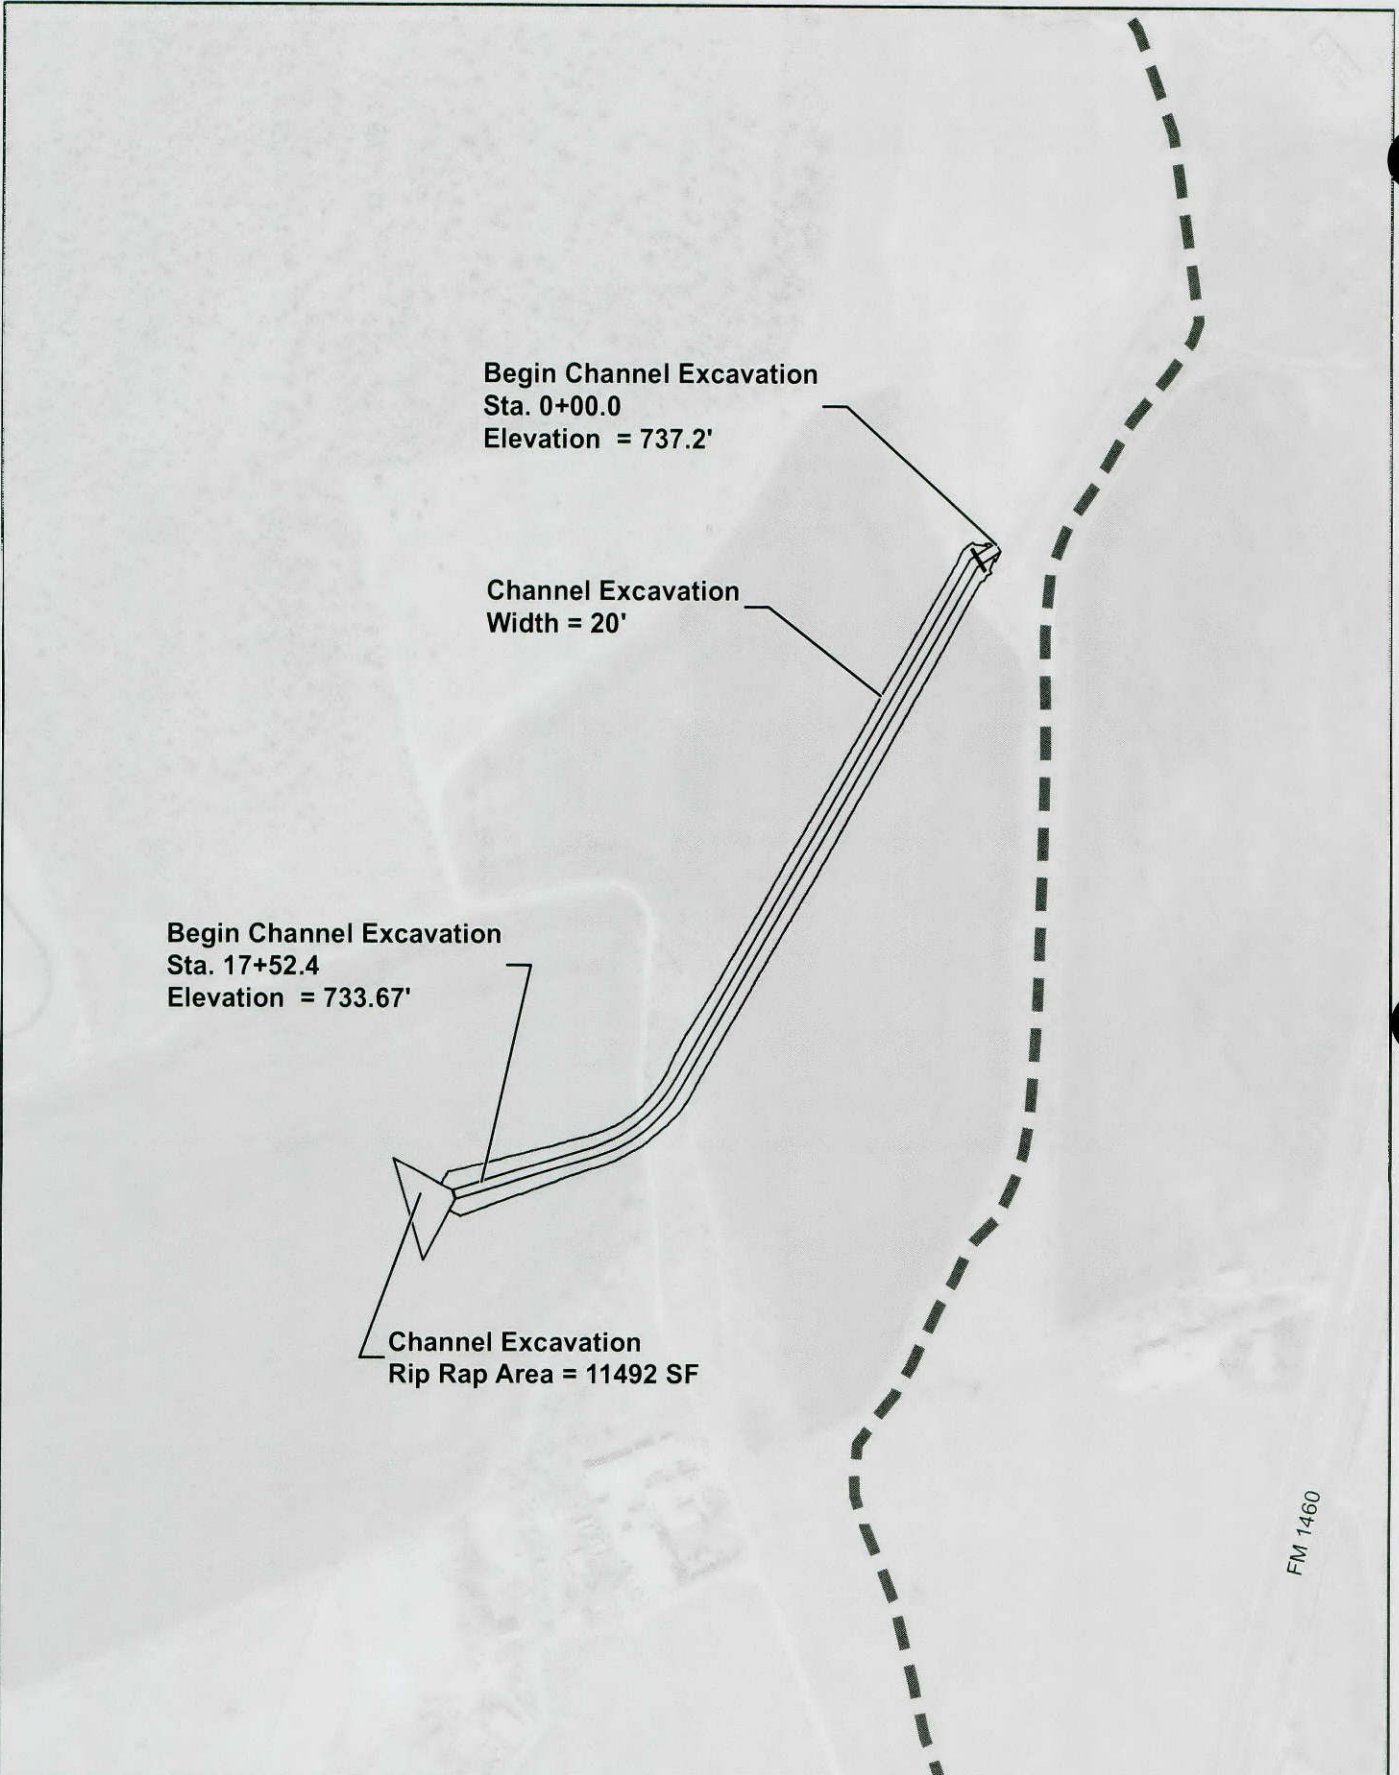 Begin Channel Excavation
Sta. 0+00.0
Elevation = 737.2'
Channel Excavation
Width = 20'
Begin Channel Excavation
Sta. 17+52.4
Elevation = 733.67'
Channel Excavation
Rip Rap Area = 11492 SF
FM 1460